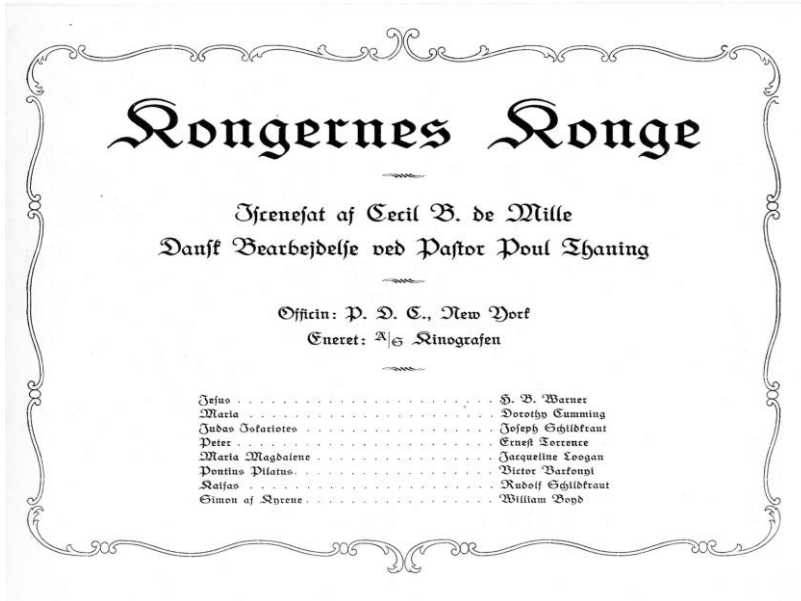 Kongernes Konge
Iscenesat af Cecil B. de Mille
Dansk Bearbejdelse ved Pastor Poul Thaning
Officin: P. D. C., New York
Eneret: A/S Kinografen
Jesus . . . . . . . . . . . . . . . . . . . . . . . . H. B. Warner
Maria . . . . . . . . . . . . . . . . . . . . . . . . Dorothy Cumming
Judas Iskariotes . . . . . . . . . . . . . . . . . . . Joseph Schildkraut
Peter . . . . . . . . . . . . . . . . . . . . . . . . Ernest Torrence
Maria Magdalene . . . . . . . . . . . . . . . . . . Jacqueline Loogan
Pontius Pilatus . . . . . . . . . . . . . . . . . . . Victor Varkonyi
Kaifas . . . . . . . . . . . . . . . . . . . . . . . . Rudolf Schildkraut
Simon af Kyrene . . . . . . . . . . . . . . . . . . William Boyd